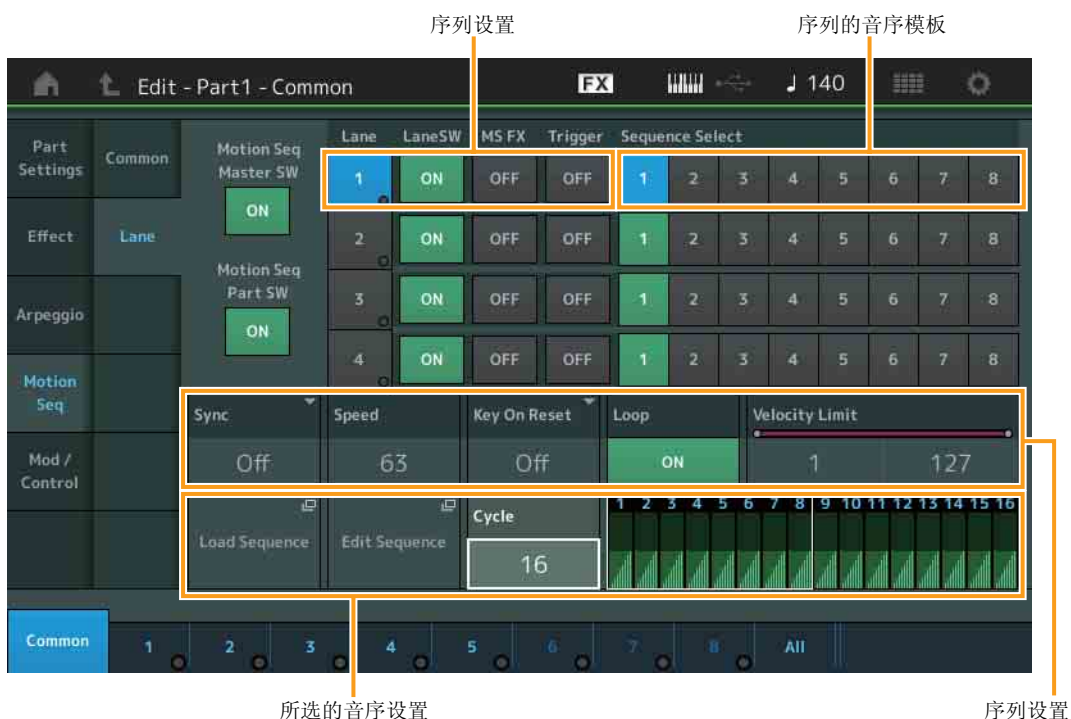 序列设置
序列的音序模板
Edit - Part1 - Common
FX
♩ 140
Part Settings
Common
Motion Seq Master SW
ON
Lane
LaneSW
MS FX
Trigger
Sequence Select
1 ON OFF OFF 1 2 3 4 5 6 7 8
Effect
Lane
2 ON OFF OFF 1 2 3 4 5 6 7 8
Motion Seq Part SW
ON
Arpeggio
3 ON OFF OFF 1 2 3 4 5 6 7 8
4 ON OFF OFF 1 2 3 4 5 6 7 8
Motion Seq
Sync
Speed
Key On Reset
Loop
Velocity Limit
Off
63
Off
ON
1
127
Mod / Control
Load Sequence
Edit Sequence
Cycle
16
1 2 3 4 5 6 7 8 9 10 11 12 13 14 15 16
Common 1 2 3 4 5 6 7 8 All
所选的音序设置
序列设置